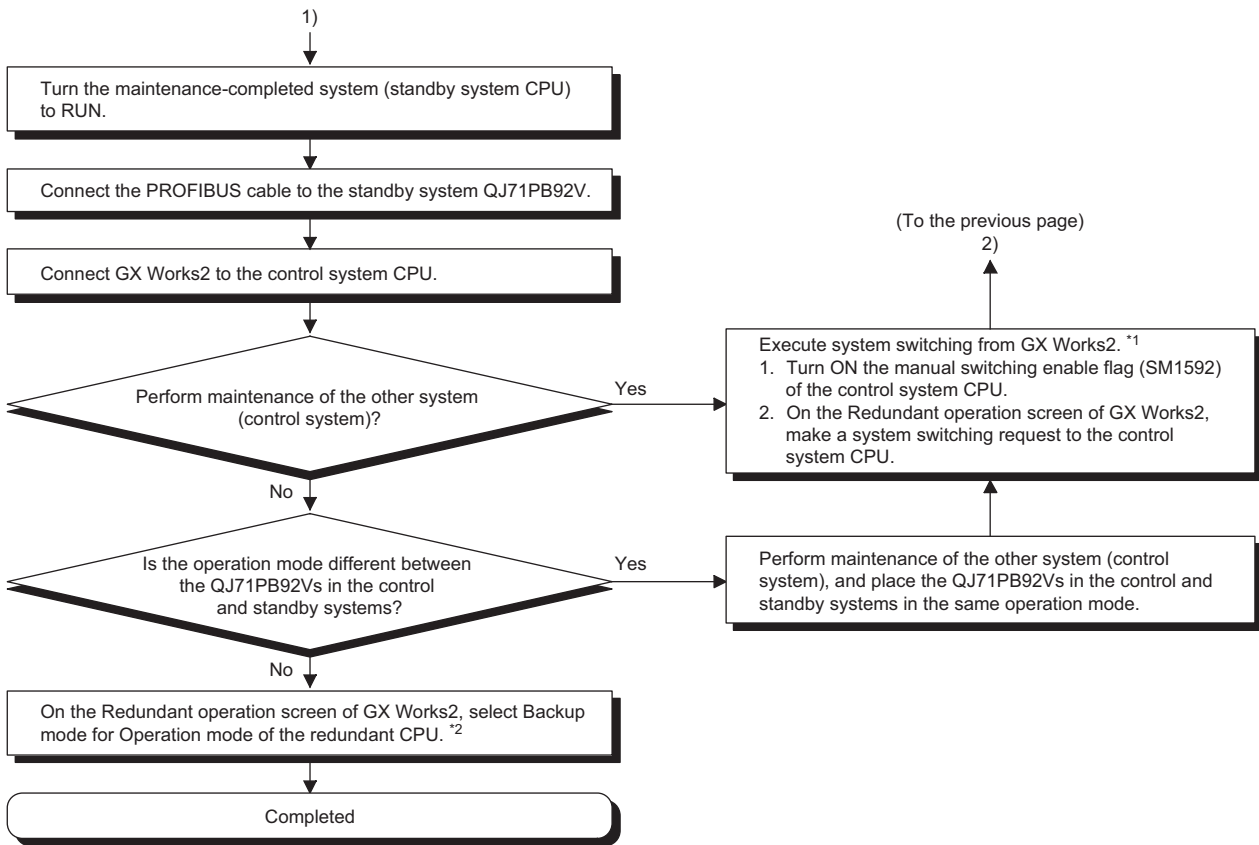 1)
Turn the maintenance-completed system (standby system CPU)
to RUN.
Connect the PROFIBUS cable to the standby system QJ71PB92V.
Connect GX Works2 to the control system CPU.
Perform maintenance of the other system
(control system)?
Yes
No
(To the previous page)
2)
Execute system switching from GX Works2. *1
1. Turn ON the manual switching enable flag (SM1592)
of the control system CPU.
2. On the Redundant operation screen of GX Works2,
make a system switching request to the control
system CPU.
Is the operation mode different between
the QJ71PB92Vs in the control
and standby systems?
Yes
No
Perform maintenance of the other system (control
system), and place the QJ71PB92Vs in the control and
standby systems in the same operation mode.
On the Redundant operation screen of GX Works2, select Backup
mode for Operation mode of the redundant CPU. *2
Completed